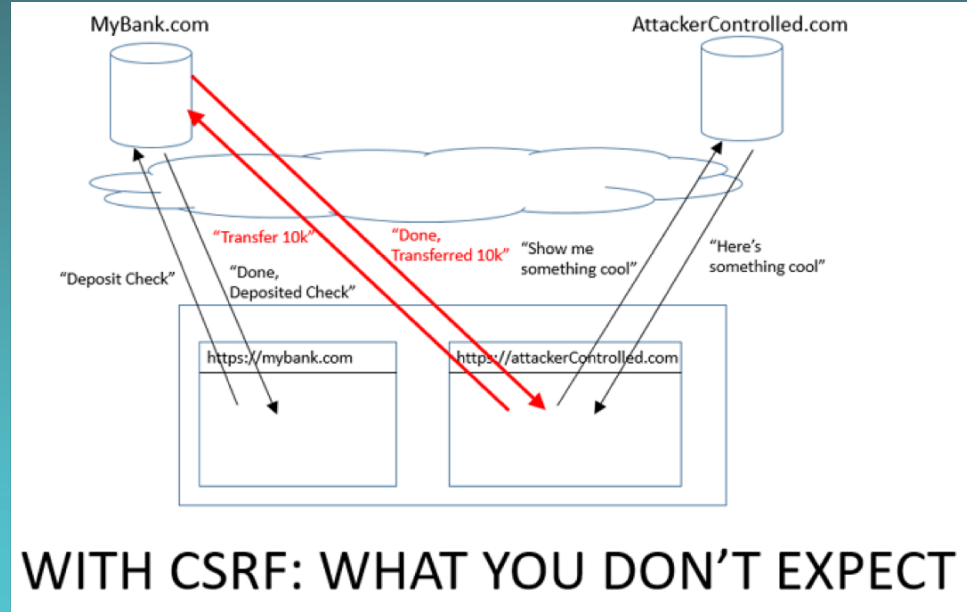 MyBank.com
AttackerControlled.com
“Transfer 10k”
“Done,
Transferred 10k”
“Show me
something cool”
“Here’s
something cool”
“Deposit Check”
“Done,
Deposited Check”
https://mybank.com
https://attackerControlled.com
WITH CSRF: WHAT YOU DON’T EXPECT